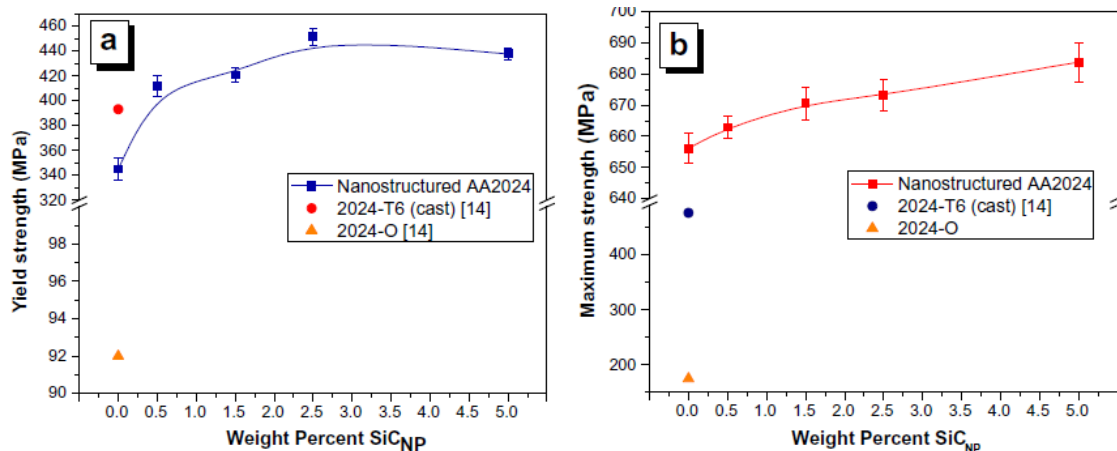 a
Yield strength (MPa)
460
440
420
400
380
360
340
320
98
96
94
92
90
Nanostructured AA2024
2024-T6 (cast) [14]
2024-O [14]
0.0 0.5 1.0 1.5 2.0 2.5 3.0 3.5 4.0 4.5 5.0
Weight Percent SiC_NP
b
Maximum strength (MPa)
700
690
680
670
660
650
640
400
300
200
Nanostructured AA2024
2024-T6 (cast) [14]
2024-O
0.0 0.5 1.0 1.5 2.0 2.5 3.0 3.5 4.0 4.5 5.0
Weight Percent SiC_NP